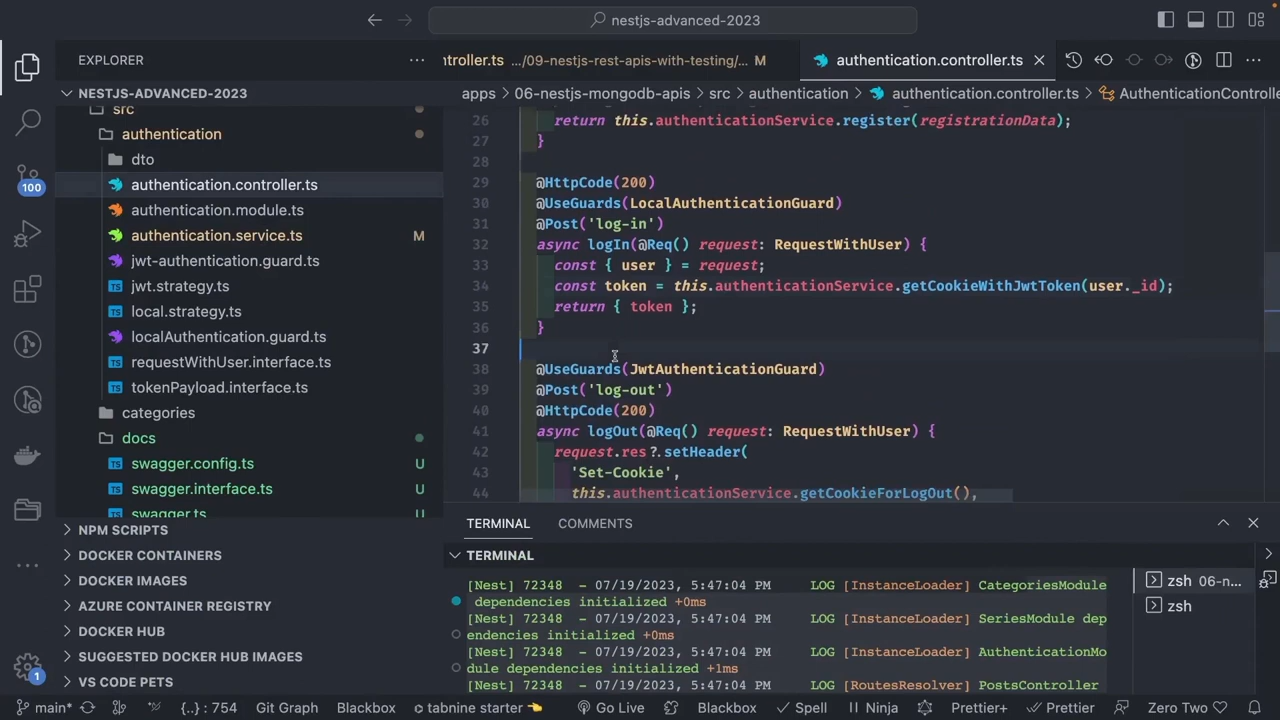 nestjs-advanced-2023
EXPLORER
NESTJS-ADVANCED-2023
src
authentication
dto
authentication.controller.ts
authentication.module.ts
authentication.service.ts M
jwt-authentication.guard.ts
jwt.strategy.ts
local.strategy.ts
localAuthentication.guard.ts
requestWithUser.interface.ts
tokenPayload.interface.ts
categories
docs
swagger.config.ts U
swagger.interface.ts U
swagger.ts U
NPM SCRIPTS
DOCKER CONTAINERS
DOCKER IMAGES
AZURE CONTAINER REGISTRY
DOCKER HUB
SUGGESTED DOCKER HUB IMAGES
VS CODE PETS
100
1
ntroller.ts .../09-nestjs-rest-apis-with-testing/... M
authentication.controller.ts
apps > 06-nestjs-mongodb-apis > src > authentication > authentication.controller.ts > AuthenticationControlle
26 return this.authenticationService.register(registrationData);
27 }
28
29 @HttpCode(200)
30 @UseGuards(LocalAuthenticationGuard)
31 @Post('log-in')
32 async logIn(@Req() request: RequestWithUser) {
33 const { user } = request;
34 const token = this.authenticationService.getCookieWithJwtToken(user._id);
35 return { token };
36 }
37
38 @UseGuards(JwtAuthenticationGuard)
39 @Post('log-out')
40 @HttpCode(200)
41 async logOut(@Req() request: RequestWithUser) {
42 request.res?.setHeader(
43 'Set-Cookie',
44 this.authenticationService.getCookieForLogOut(),
TERMINAL COMMENTS
TERMINAL
[Nest] 72348 - 07/19/2023, 5:47:04 PM LOG [InstanceLoader] CategoriesModule
dependencies initialized +0ms
[Nest] 72348 - 07/19/2023, 5:47:04 PM LOG [InstanceLoader] SeriesModule dep
endencies initialized +0ms
[Nest] 72348 - 07/19/2023, 5:47:04 PM LOG [InstanceLoader] AuthenticationMo
dule dependencies initialized +1ms
[Nest] 72348 - 07/19/2023, 5:47:04 PM LOG [RoutesResolver] PostsController
zsh 06-n...
zsh
main* {..} : 754 Git Graph Blackbox tabnine starter 👈 Go Live Blackbox Spell Ninja Prettier+ Prettier Zero Two ♡